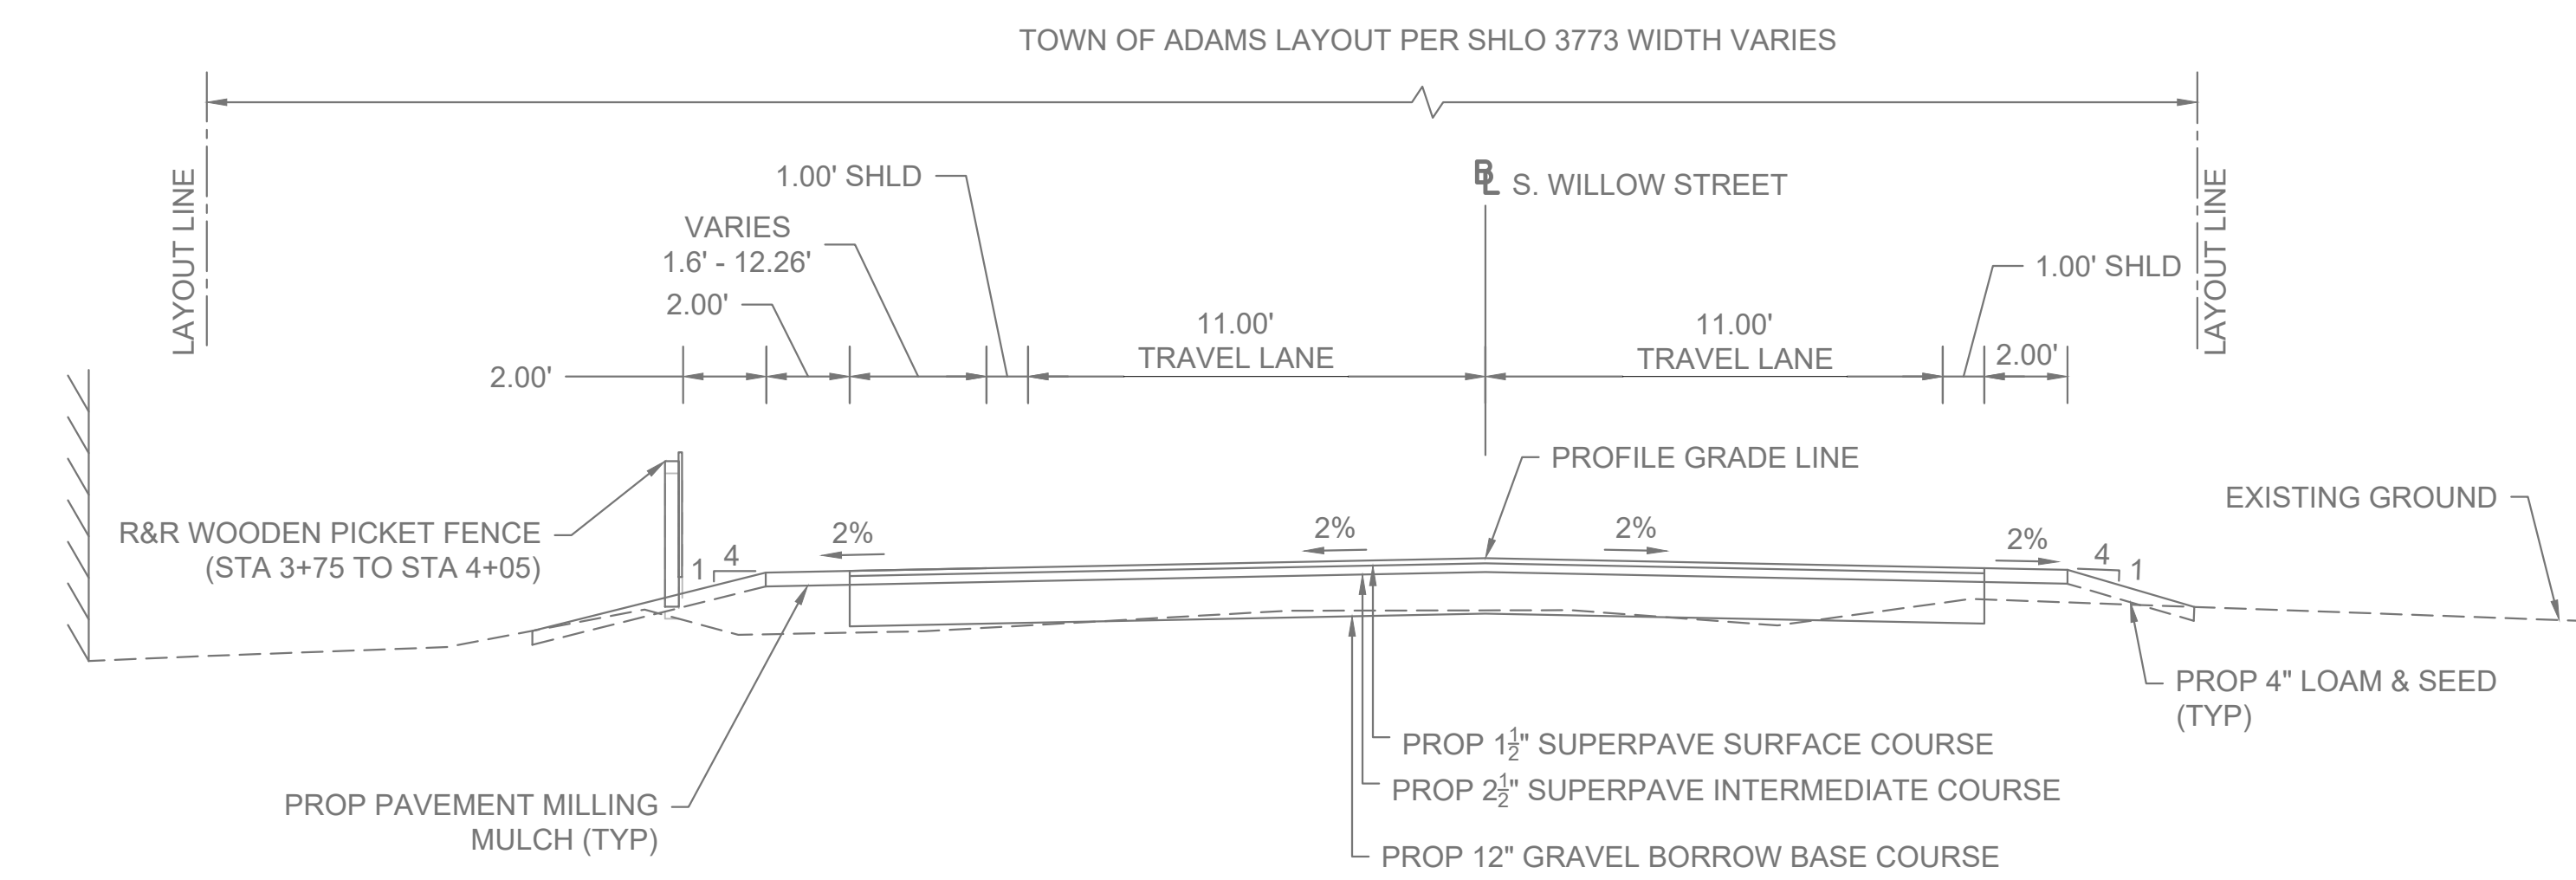 TOWN OF ADAMS LAYOUT PER SHLO 3773 WIDTH VARIES
LAYOUT LINE
1.00' SHLD
BL S. WILLOW STREET
LAYOUT LINE
VARIES
1.6' - 12.26'
2.00'
1.00' SHLD
2.00'
11.00'
TRAVEL LANE
11.00'
TRAVEL LANE
2.00'
PROFILE GRADE LINE
EXISTING GROUND
R&R WOODEN PICKET FENCE
(STA 3+75 TO STA 4+05)
1
4
2%
2%
2%
2%
4
1
PROP 4" LOAM & SEED
(TYP)
PROP 1½" SUPERPAVE SURFACE COURSE
PROP 2½" SUPERPAVE INTERMEDIATE COURSE
PROP PAVEMENT MILLING
MULCH (TYP)
PROP 12" GRAVEL BORROW BASE COURSE